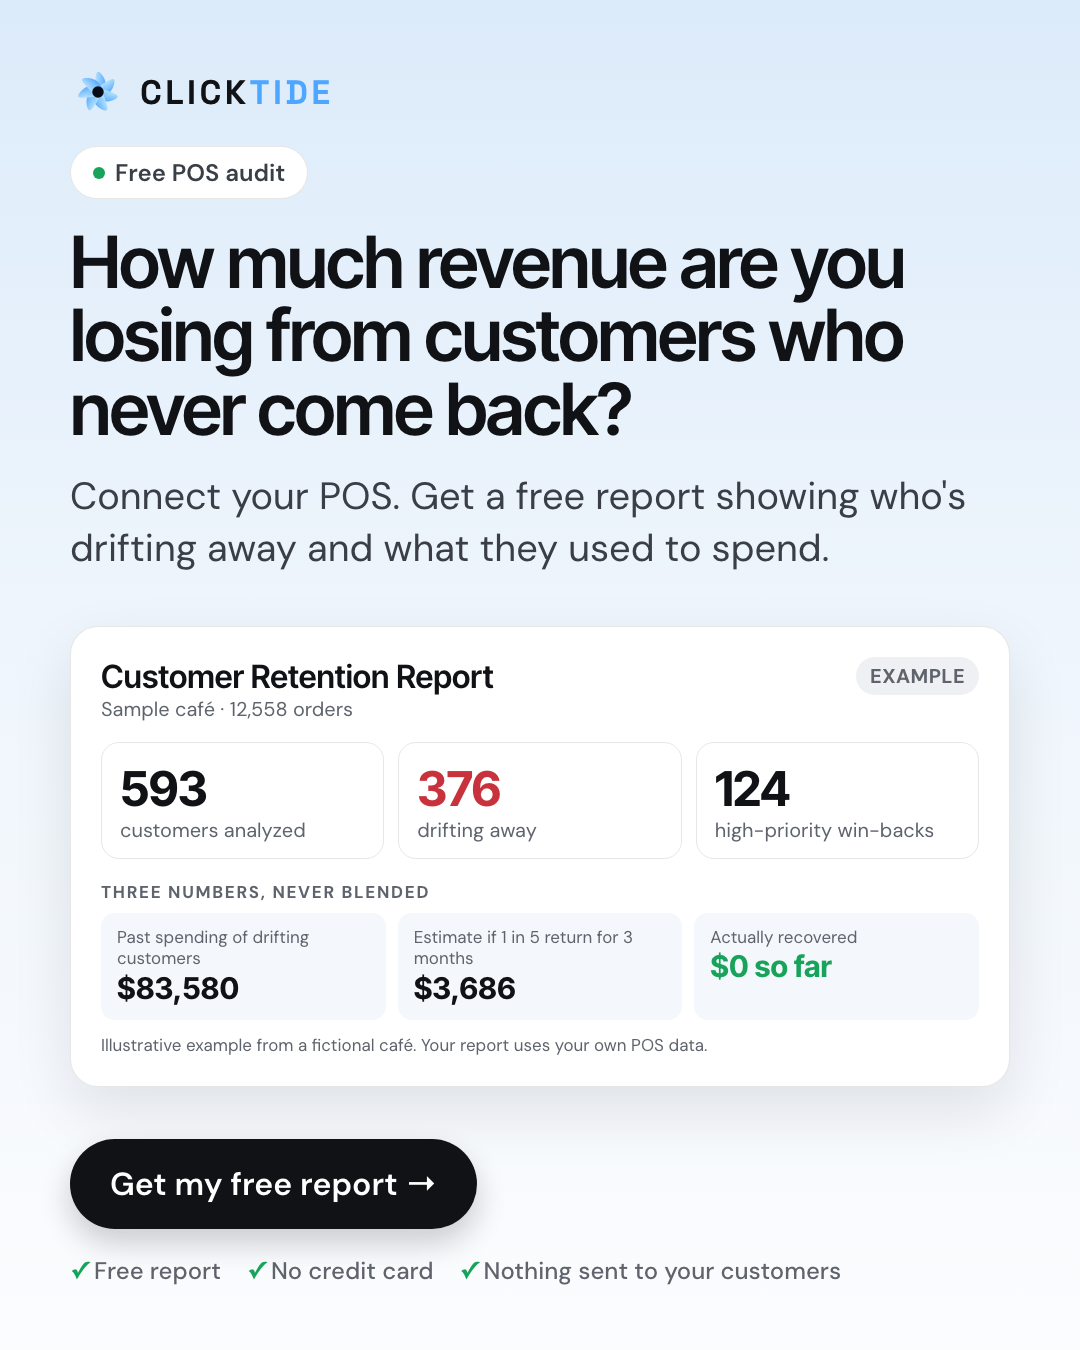 CLICKTIDE
Free POS audit
How much revenue are you
losing from customers who
never come back?
Connect your POS. Get a free report showing who's
drifting away and what they used to spend.
Customer Retention Report
EXAMPLE
Sample café · 12,558 orders
593
customers analyzed
376
drifting away
124
high-priority win-backs
THREE NUMBERS, NEVER BLENDED
Past spending of drifting
customers
$83,580
Estimate if 1 in 5 return for 3
months
$3,686
Actually recovered
$0 so far
Illustrative example from a fictional café. Your report uses your own POS data.
Get my free report →
✓ Free report ✓ No credit card ✓ Nothing sent to your customers